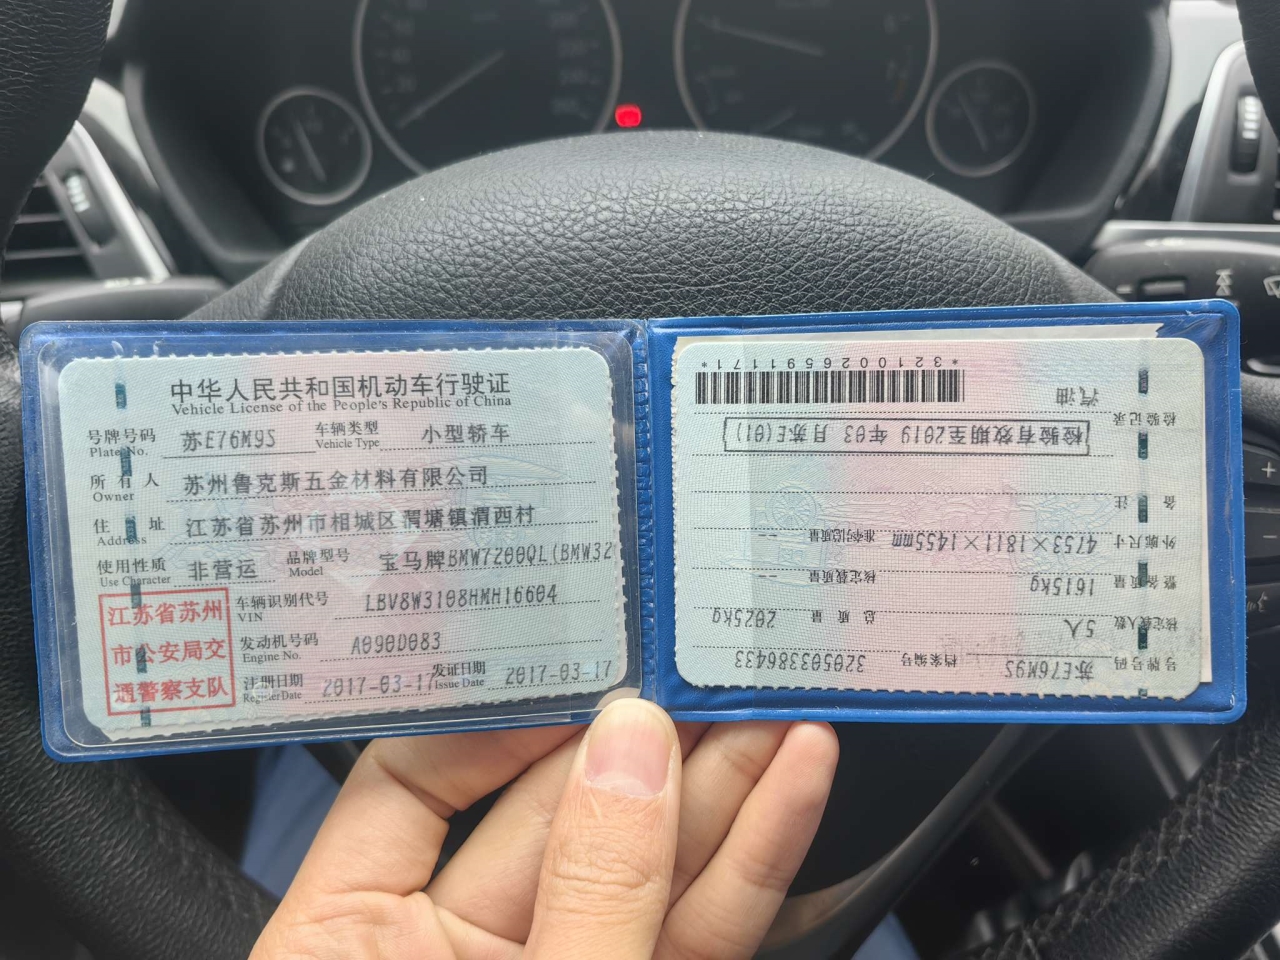 中华人民共和国机动车行驶证
Vehicle License of the People's Republic of China
号牌号码 苏E76M9S 车辆类型 小型轿车
Plate No. Vehicle Type
所有人 苏州鲁克斯五金材料有限公司
Owner
住址 江苏省苏州市相城区渭塘镇渭西村
Address
使用性质 非营运 品牌型号 宝马牌BMW7200QL(BMW32
Use Character Model
江苏省苏州
市公安局交
通警察支队
车辆识别代号 LBV8W3108HMH16604
VIN
发动机号码 A090D083
Engine No.
注册日期 2017-03-17 发证日期 2017-03-17
Register Date Issue Date
号牌号码 苏E76M9S 档案编号 320503386433
核定载人数 5人 总质量 2025kg
整备质量 1615kg 核定载质量 --
外廓尺寸 4753×1811×1455mm 准牵引总质量 --
备注
检验记录 检验有效期至2019年03月苏E(01)
汽油
*3210026591171*